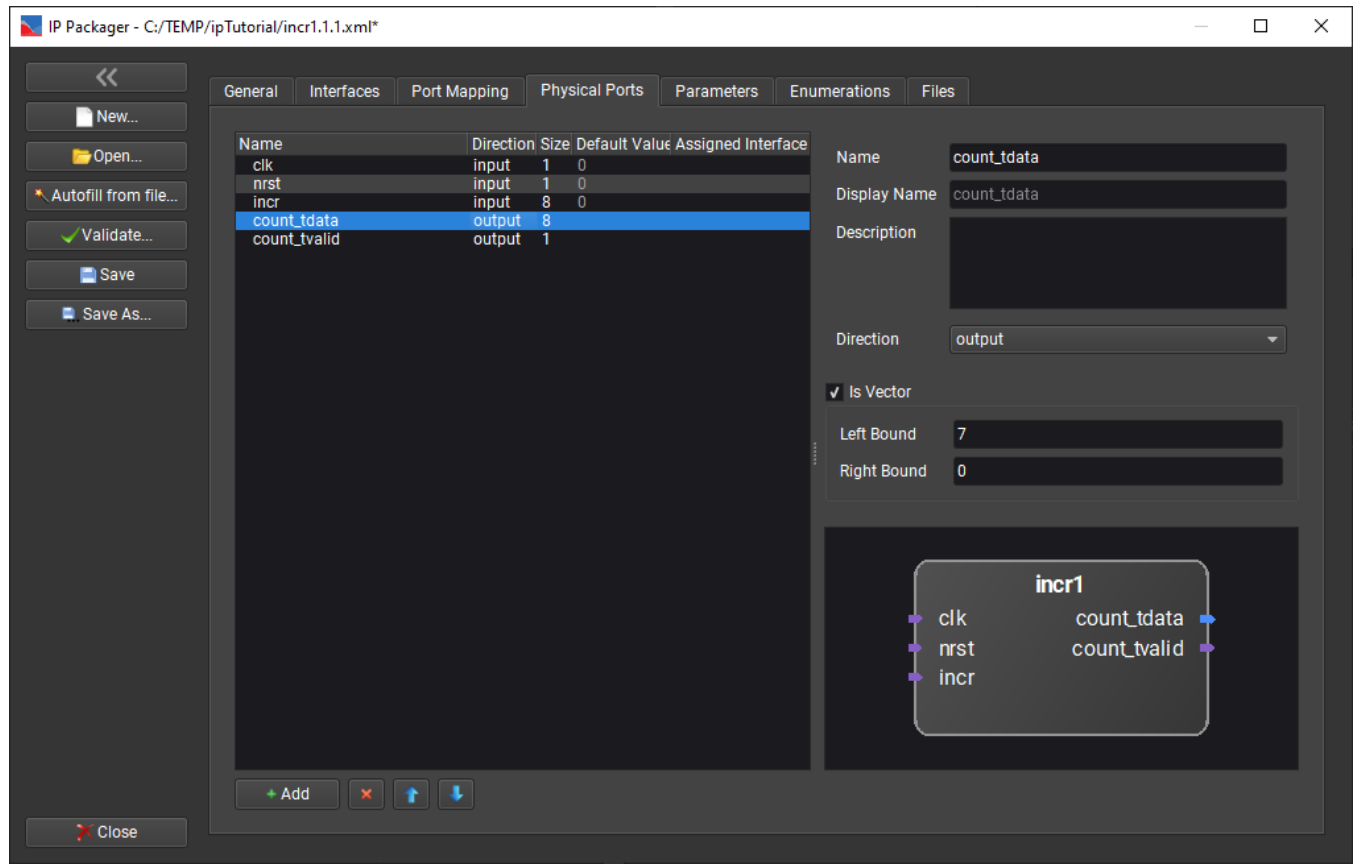 IP Packager - C:/TEMP/ipTutorial/incr1.1.1.xml*
New...
Open...
Autofill from file...
Validate...
Save
Save As...
Close
General Interfaces Port Mapping Physical Ports Parameters Enumerations Files
Name Direction Size Default Value Assigned Interface
clk input 1 0
nrst input 1 0
incr input 8 0
count_tdata output 8
count_tvalid output 1
+ Add
Name count_tdata
Display Name count_tdata
Description
Direction output
Is Vector
Left Bound 7
Right Bound 0
incr1
clk count_tdata
nrst count_tvalid
incr